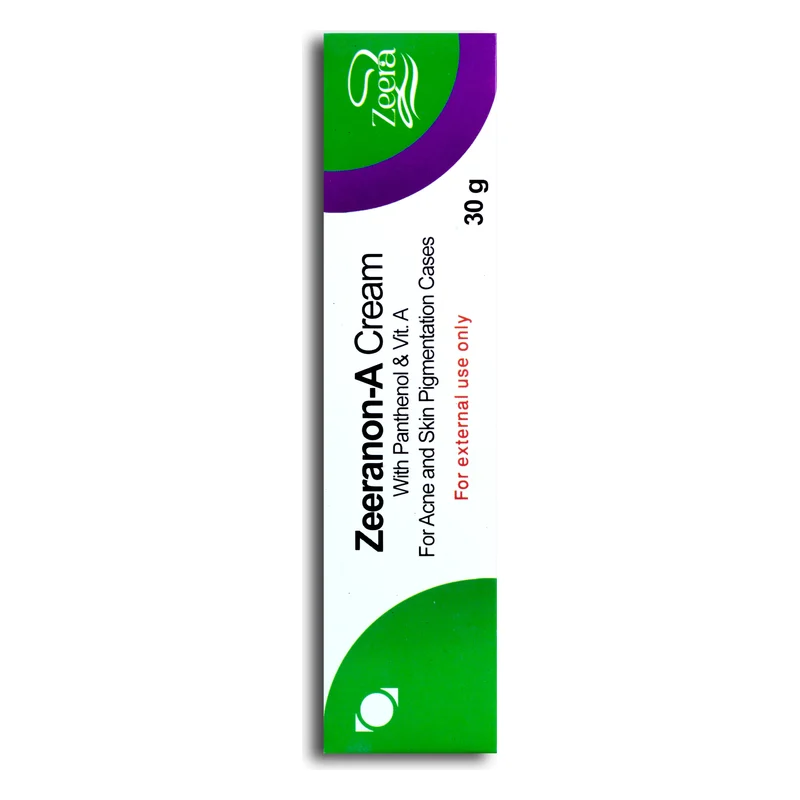 Zeera
Zeeranon-A Cream
With Panthenol & Vit. A
For Acne and Skin Pigmentation Cases
For external use only
30 g